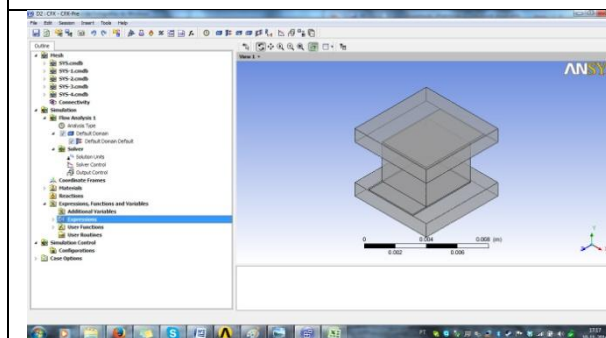 D2 - CFX - CFX-Pre
File Edit Session Insert Tools Help
Outline
Mesh
SYS.cmdb
SYS-1.cmdb
SYS-2.cmdb
SYS-3.cmdb
SYS-4.cmdb
Connectivity
Simulation
Flow Analysis 1
Analysis Type
Default Domain
Default Domain Default
Solver
Solution Units
Solver Control
Output Control
Coordinate Frames
Materials
Reactions
Expressions, Functions and Variables
Additional Variables
Expressions
User Functions
User Routines
Simulation Control
Configurations
Case Options
View 1
ANSYS
0 0.004 0.008 (m)
0.002 0.006
Y
PT
17:17